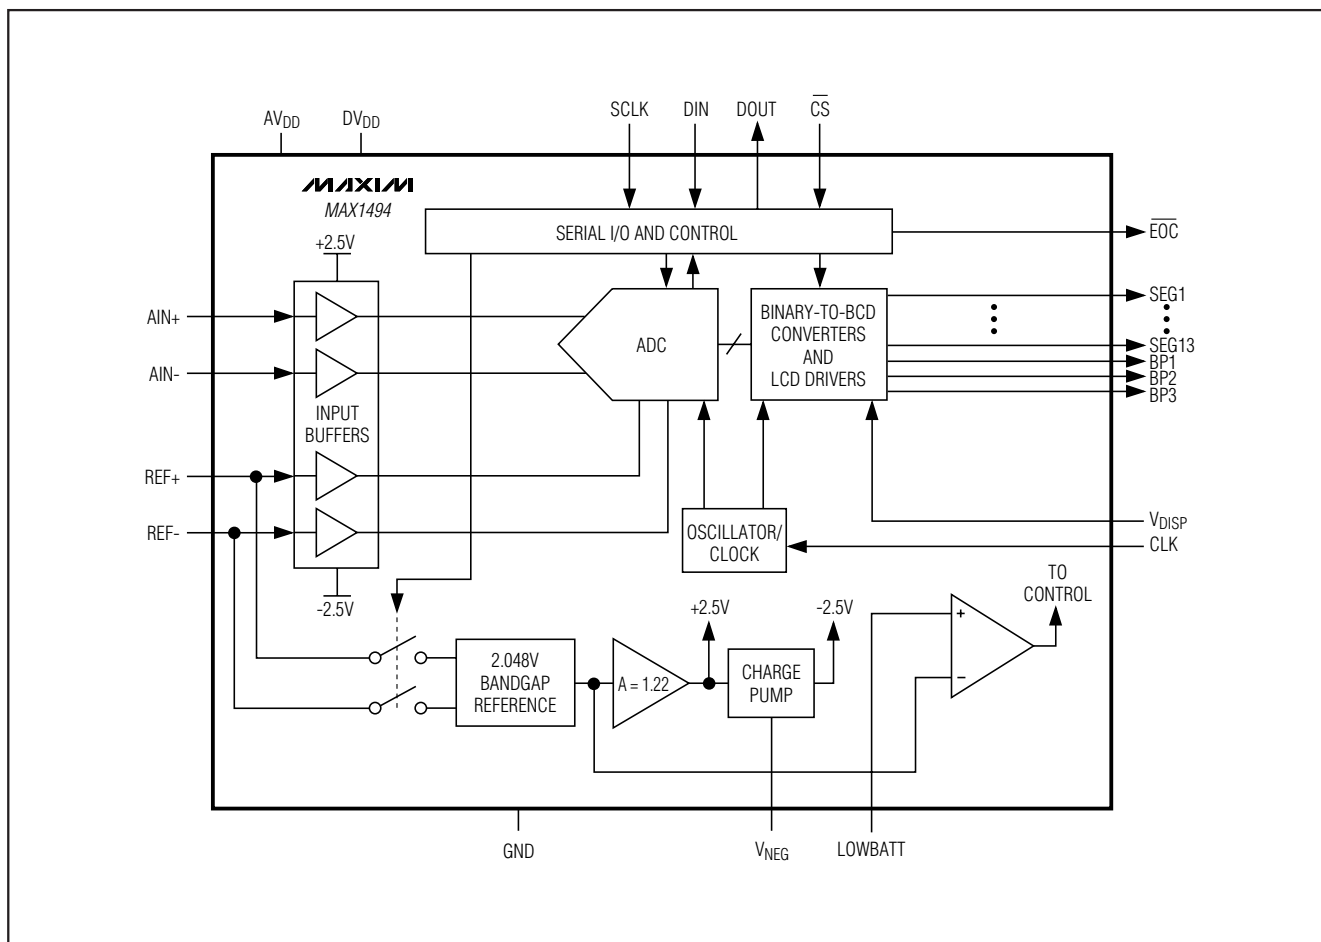 SCLK DIN DOUT C̅S̅
AVDD DVDD
MAXIM
MAX1494
+2.5V
SERIAL I/O AND CONTROL
E̅O̅C̅
AIN+
AIN-
INPUT
BUFFERS
REF+
REF-
-2.5V
ADC
BINARY-TO-BCD
CONVERTERS
AND
LCD DRIVERS
SEG1
SEG13
BP1
BP2
BP3
OSCILLATOR/
CLOCK
VDISP
CLK
TO
CONTROL
+2.5V
-2.5V
2.048V
BANDGAP
REFERENCE
A = 1.22
CHARGE
PUMP
+
−
GND
VNEG
LOWBATT